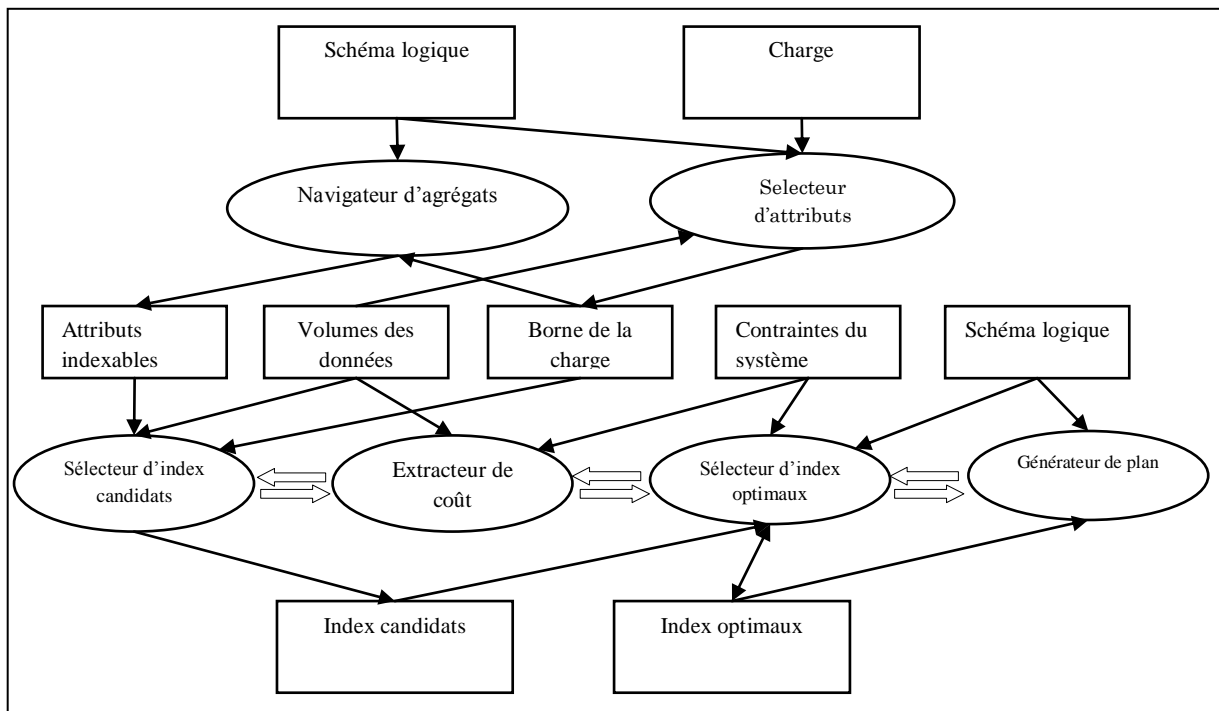 Schéma logique
Charge
Navigateur d'agrégats
Selecteur
d'attributs
Attributs
indexables
Volumes des
données
Borne de la
charge
Contraintes du
système
Schéma logique
Sélecteur d'index
candidats
Extracteur de
coût
Sélecteur d'index
optimaux
Générateur de plan
Index candidats
Index optimaux